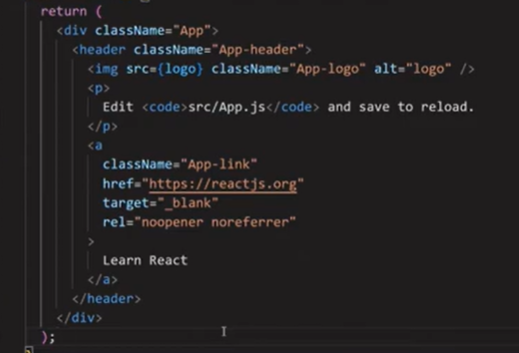 return (
<div className="App">
<header className="App-header">
<img src={logo} className="App-logo" alt="logo" />
<p>
Edit <code>src/App.js</code> and save to reload.
</p>
<a
className="App-link"
href="https://reactjs.org"
target="_blank"
rel="noopener noreferrer"
>
Learn React
</a>
</header>
</div>
);